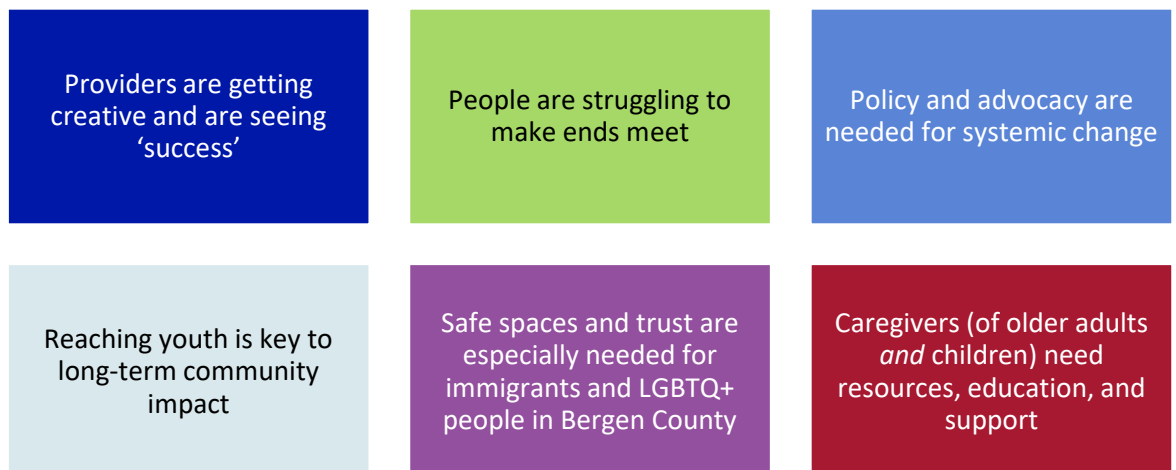 Providers are getting
creative and are seeing
‘success’
People are struggling to
make ends meet
Policy and advocacy are
needed for systemic change
Reaching youth is key to
long-term community
impact
Safe spaces and trust are
especially needed for
immigrants and LGBTQ+
people in Bergen County
Caregivers (of older adults
and children) need
resources, education, and
support